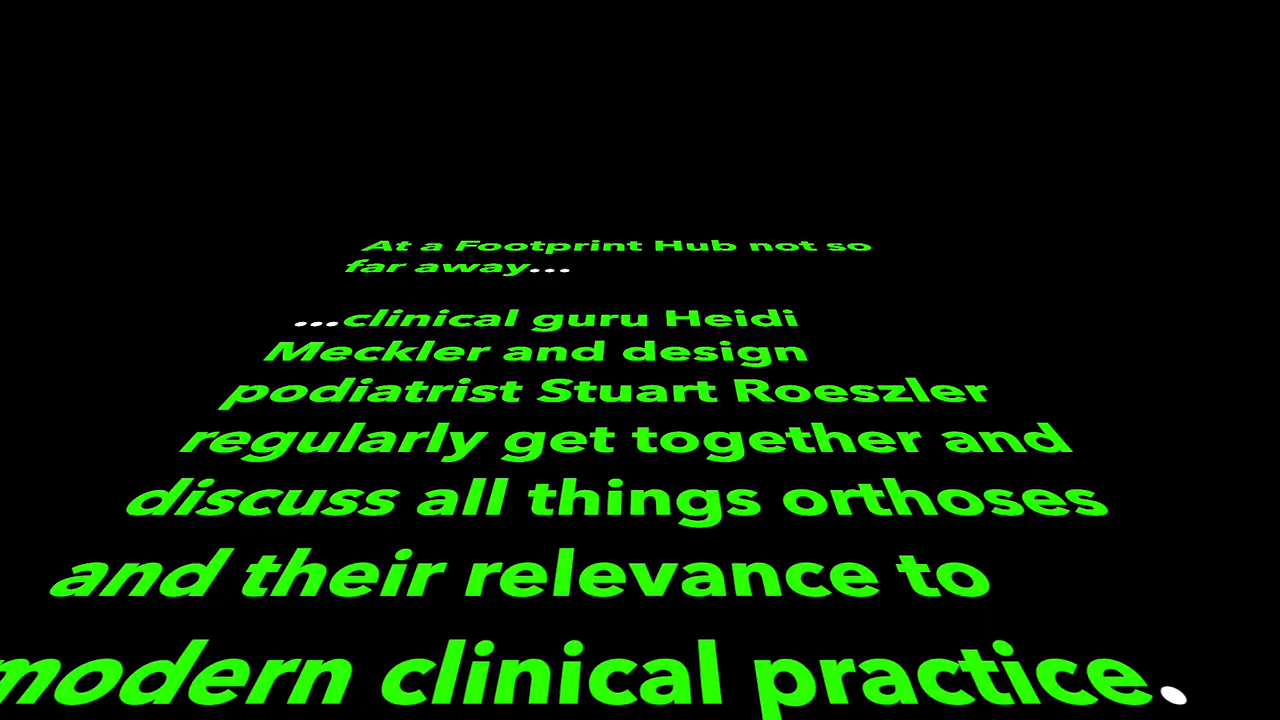 At a Footprint Hub not so
far away...
...clinical guru Heidi
Meckler and design
podiatrist Stuart Roeszler
regularly get together and
discuss all things orthoses
and their relevance to
modern clinical practice.